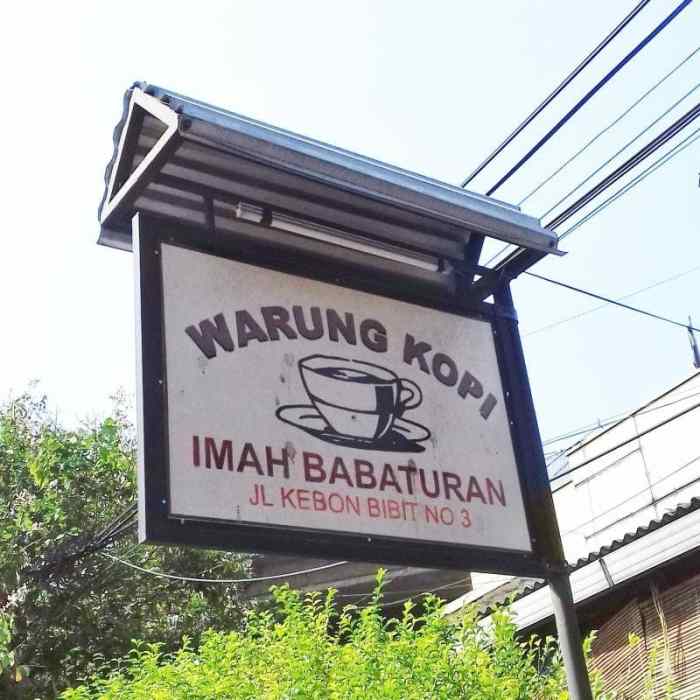 WARUNG KOPI
IMAH BABATURAN
JL KEBON BIBIT NO 3